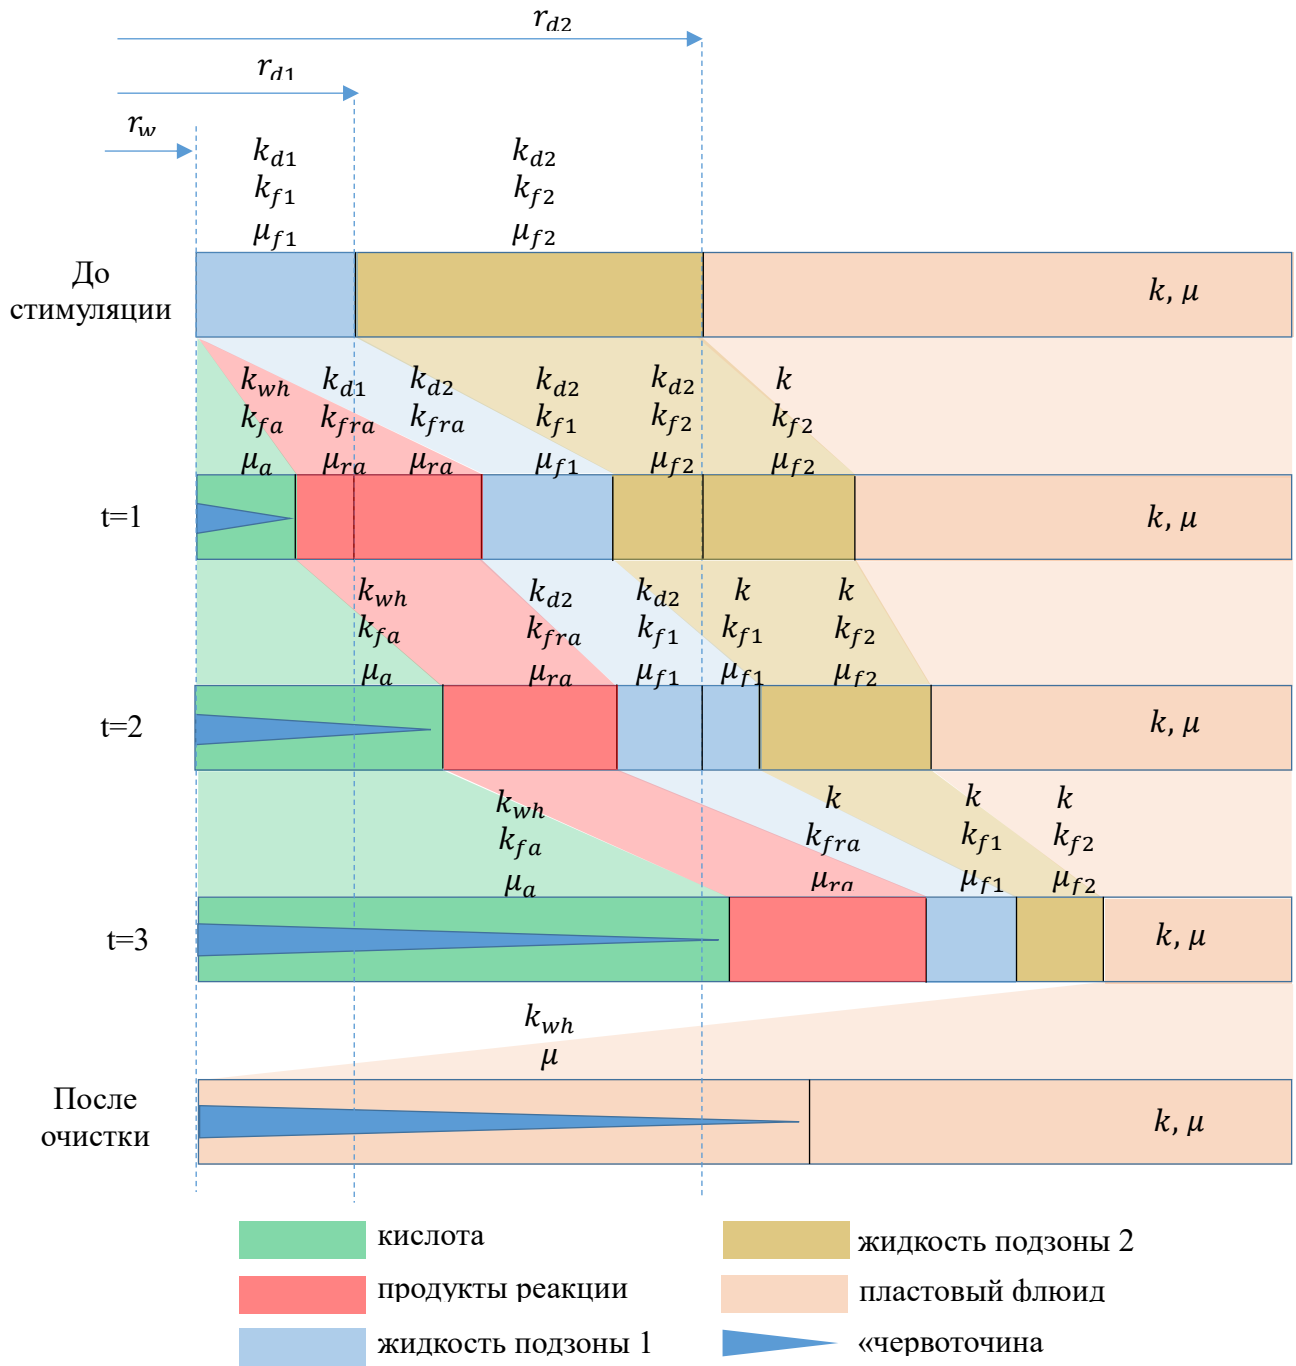 r_{d2}
r_{d1}
r_w
k_{d1} k_{d2}
k_{f1} k_{f2}
μ_{f1} μ_{f2}
До
стимуляции
k, μ
k_{wh} k_{d1} k_{d2} k_{d2} k_{d2} k
k_{fa} k_{fra} k_{fra} k_{f1} k_{f2} k_{f2}
μ_a μ_{ra} μ_{ra} μ_{f1} μ_{f2} μ_{f2}
t=1
k, μ
k_{wh} k_{d2} k_{d2} k k
k_{fa} k_{fra} k_{f1} k_{f1} k_{f2}
μ_a μ_{ra} μ_{f1} μ_{f1} μ_{f2}
t=2
k, μ
k_{wh} k k k
k_{fa} k_{fra} k_{f1} k_{f2}
μ_a μ_{ra} μ_{f1} μ_{f2}
t=3
k, μ
k_{wh}
μ
После
очистки
k, μ
кислота
продукты реакции
жидкость подзоны 1
жидкость подзоны 2
пластовый флюид
«червоточина